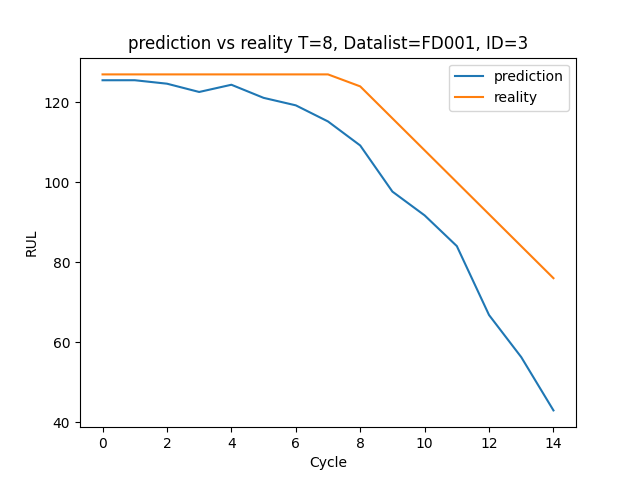 prediction vs reality T=8, Datalist=FD001, ID=3
prediction
reality
120
100
80
60
40
RUL
0 2 4 6 8 10 12 14
Cycle